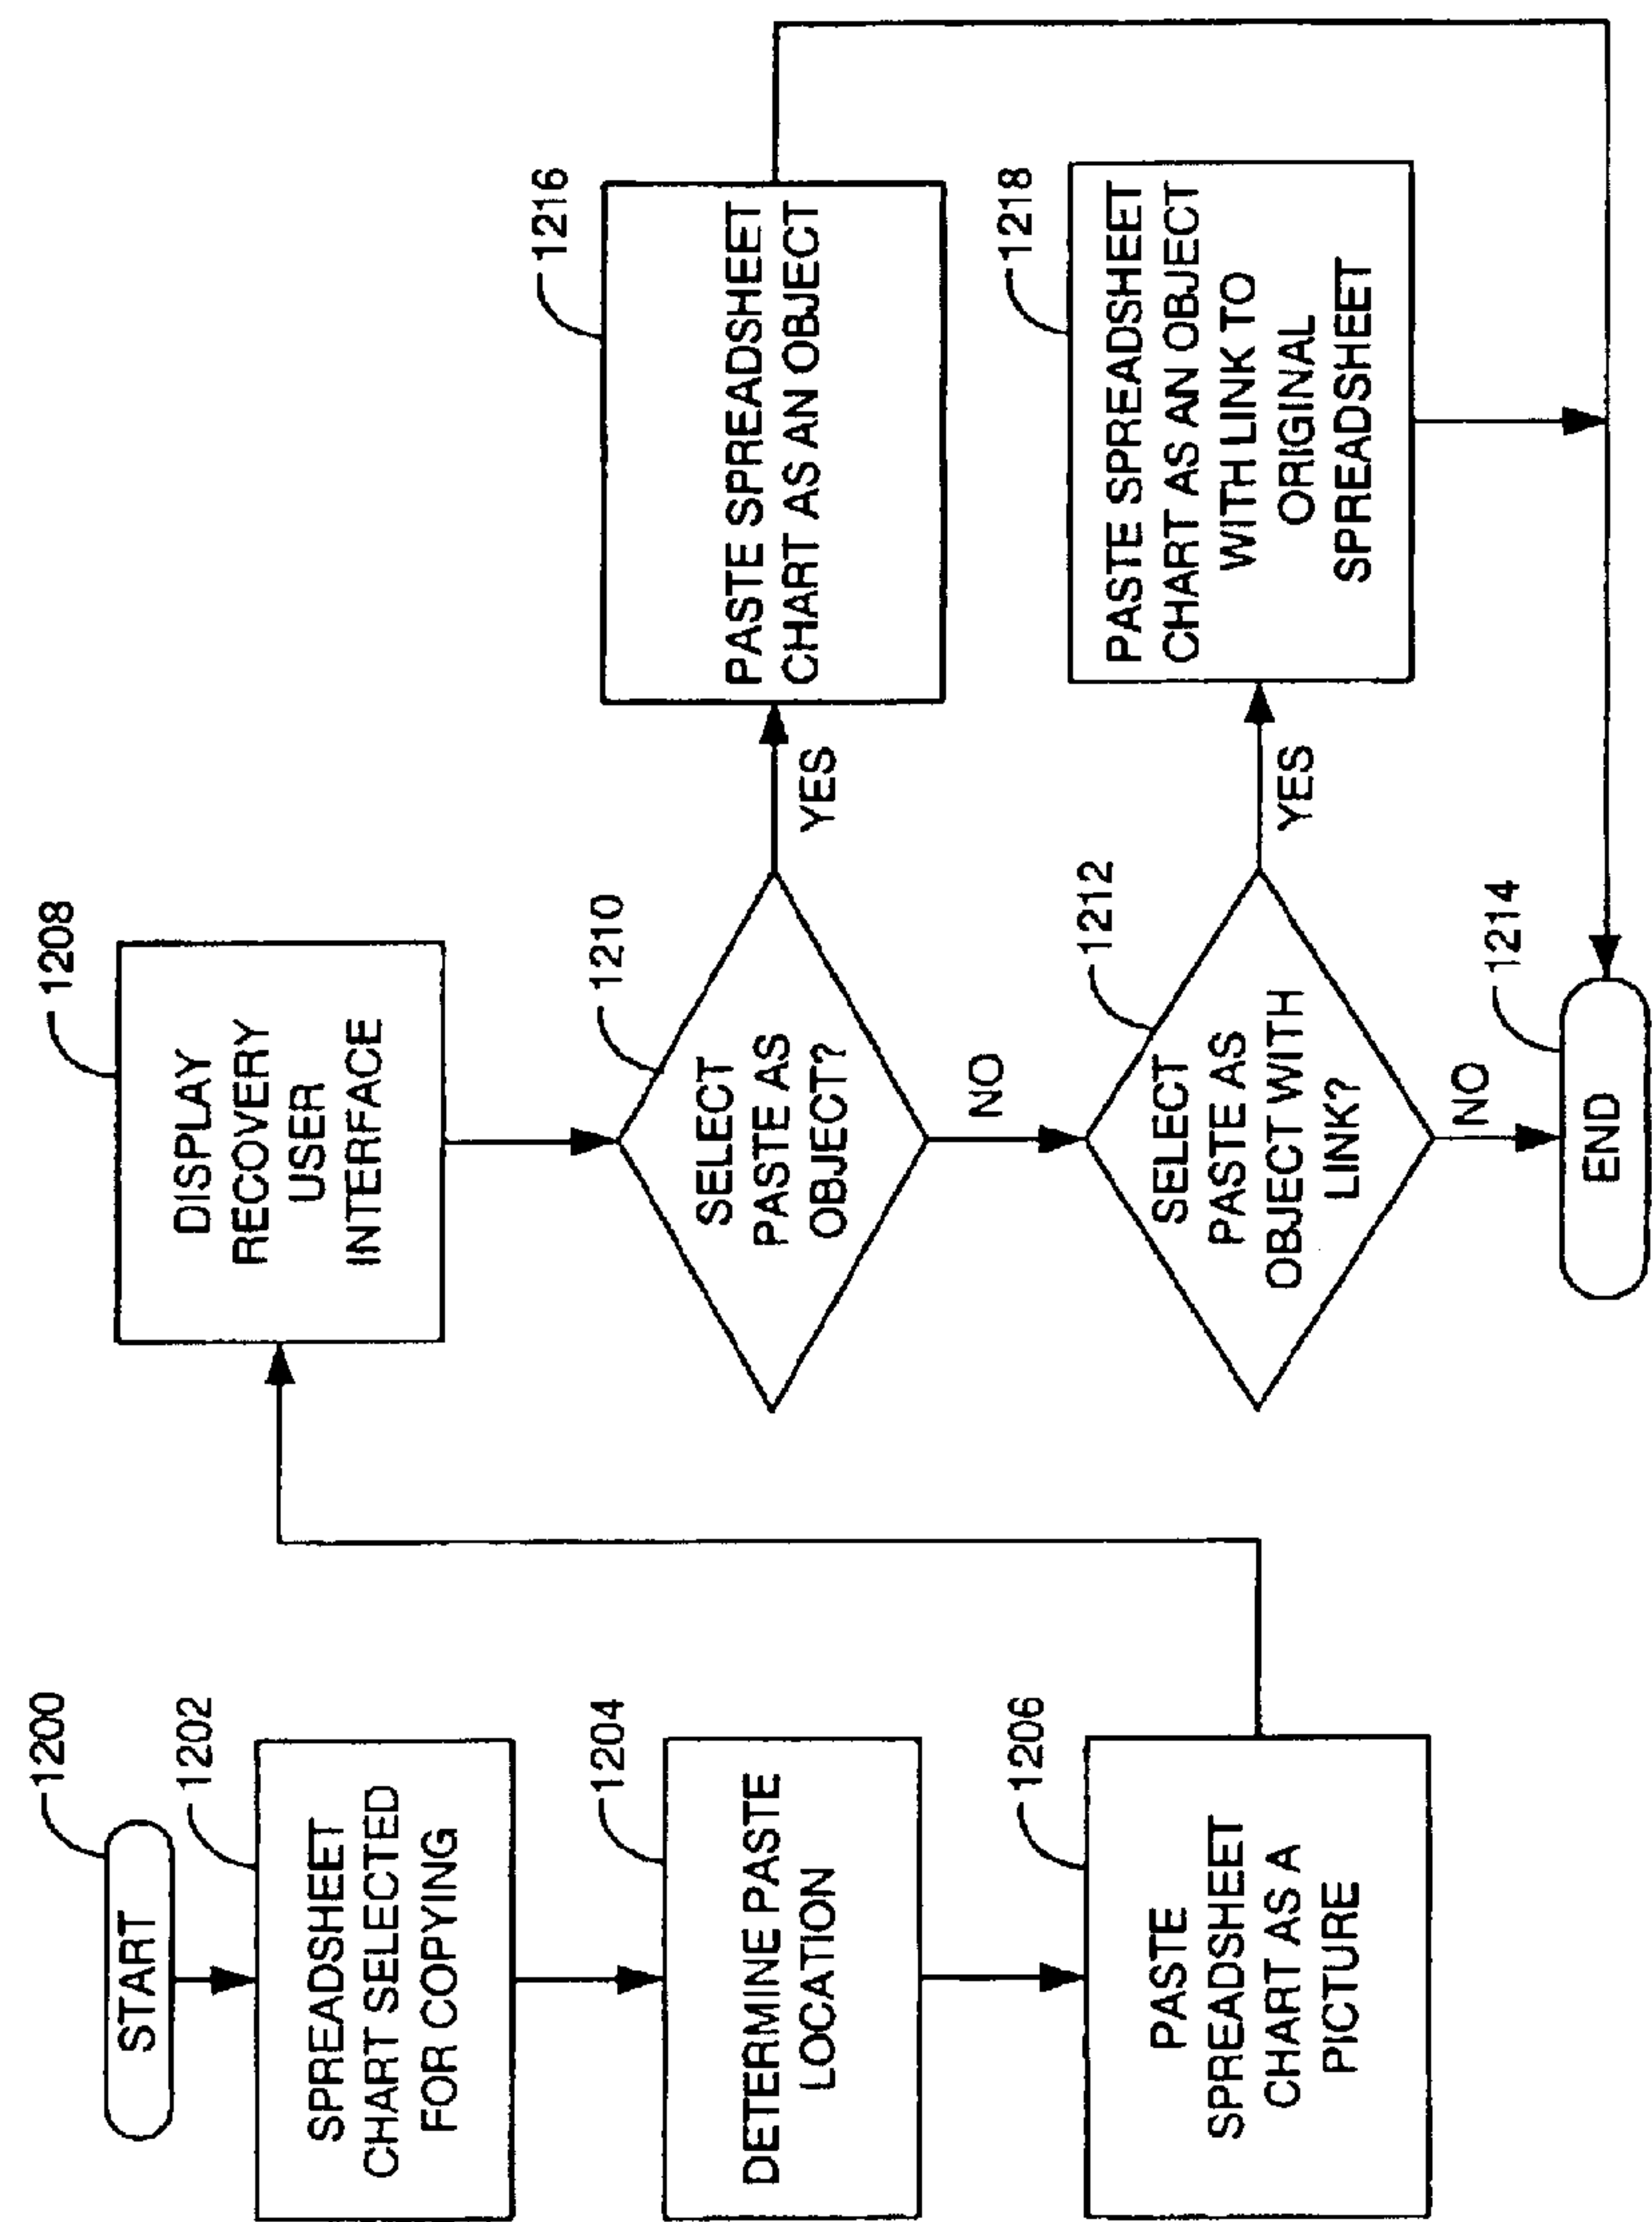 1200
START
1202
SPREADSHEET
CHART SELECTED
FOR COPYING
1204
DETERMINE PASTE
LOCATION
1206
PASTE
SPREADSHEET
CHART AS A
PICTURE
1208
DISPLAY
RECOVERY
USER
INTERFACE
1210
SELECT
PASTE AS
OBJECT?
YES
NO
1216
PASTE SPREADSHEET
CHART AS AN OBJECT
1212
SELECT
PASTE AS
OBJECT WITH
LINK?
YES
NO
1218
PASTE SPREADSHEET
CHART AS AN OBJECT
WITH LINK TO
ORIGINAL
SPREADSHEET
1214
END